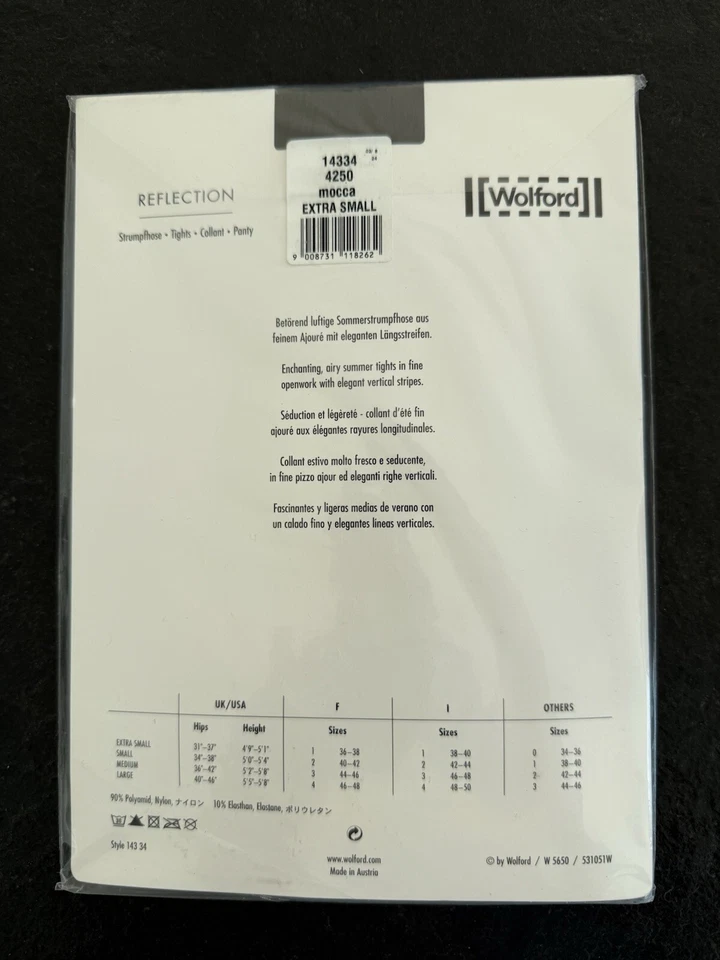 14334
4250
mocca
EXTRA SMALL
9 008731 118262
REFLECTION
Strumpfhose • Tights • Collant • Panty
Wolford
Betörend luftige Sommerstrumpfhose aus
feinem Ajouré mit eleganten Längsstreifen.
Enchanting, airy summer tights in fine
openwork with elegant vertical stripes.
Séduction et légèreté - collant d'été fin
ajouré aux élégantes rayures longitudinales.
Collant estivo molto fresco e seducente,
in fine pizzo ajour ed eleganti righe verticali.
Fascinantes y ligeras medias de verano con
un calado fino y elegantes lineas verticales.
UK/USA F I OTHERS
Hips Height Sizes Sizes Sizes
EXTRA SMALL 31"–37" 4'9"–5'1" 1 36–38 1 38–40 0 34–36
SMALL 34"–38" 5'0"–5'4" 2 40–42 2 42–44 1 38–40
MEDIUM 36"–42" 5'2"–5'8" 3 44–46 3 46–48 2 42–44
LARGE 40"–46" 5'5"–5'8" 4 46–48 4 48–50 3 44–46
90% Polyamid, Nylon, ナイロン 10% Elasthan, Elastane, ポリウレタン
Style 143 34
www.wolford.com
Made in Austria
© by Wolford / W 5650 / 531051W